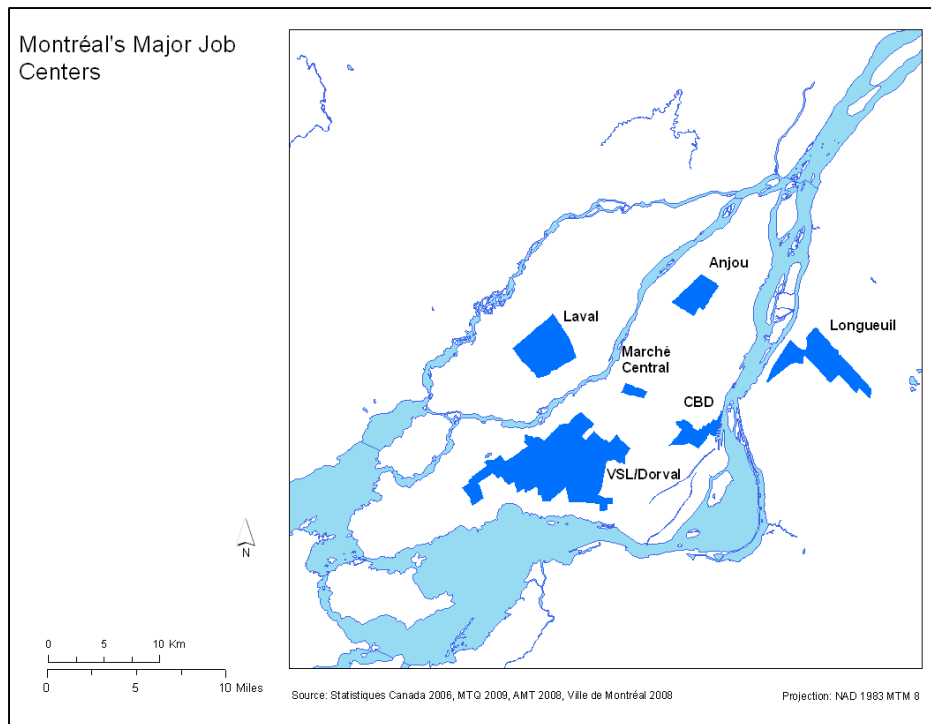 Montréal's Major Job
Centers
Anjou
Laval
Longueuil
Marché
Central
CBD
VSL/Dorval
N
0 5 10 Km
0 5 10 Miles
Source: Statistiques Canada 2006, MTQ 2009, AMT 2008, Ville de Montréal 2008
Projection: NAD 1983 MTM 8